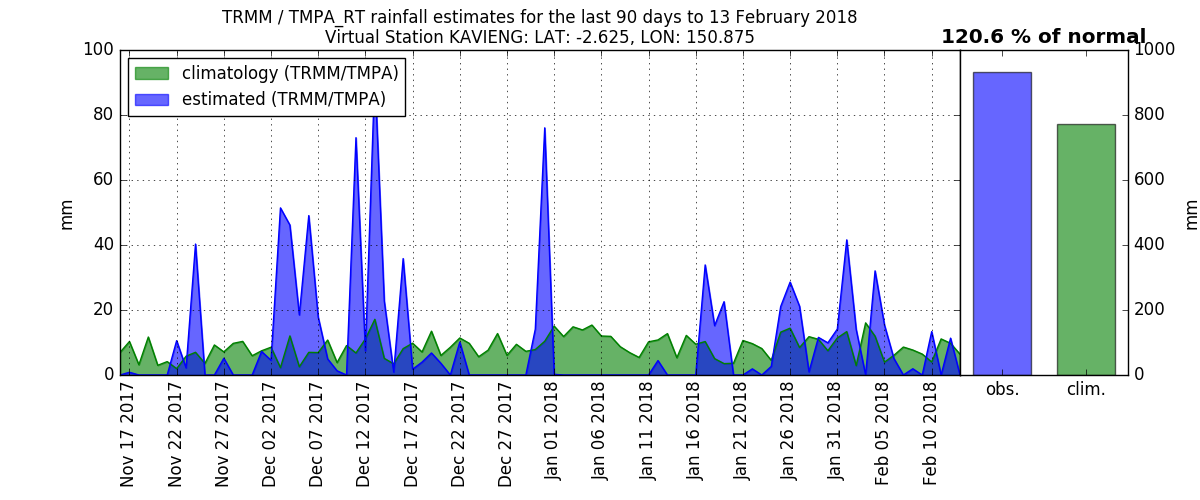 TRMM / TMPA_RT rainfall estimates for the last 90 days to 13 February 2018
Virtual Station KAVIENG: LAT: -2.625, LON: 150.875
120.6 % of normal
climatology (TRMM/TMPA)
estimated (TRMM/TMPA)
100
80
60
40
20
0
mm
1000
800
600
400
200
0
mm
Nov 17 2017
Nov 22 2017
Nov 27 2017
Dec 02 2017
Dec 07 2017
Dec 12 2017
Dec 17 2017
Dec 22 2017
Dec 27 2017
Jan 01 2018
Jan 06 2018
Jan 11 2018
Jan 16 2018
Jan 21 2018
Jan 26 2018
Jan 31 2018
Feb 05 2018
Feb 10 2018
obs.
clim.